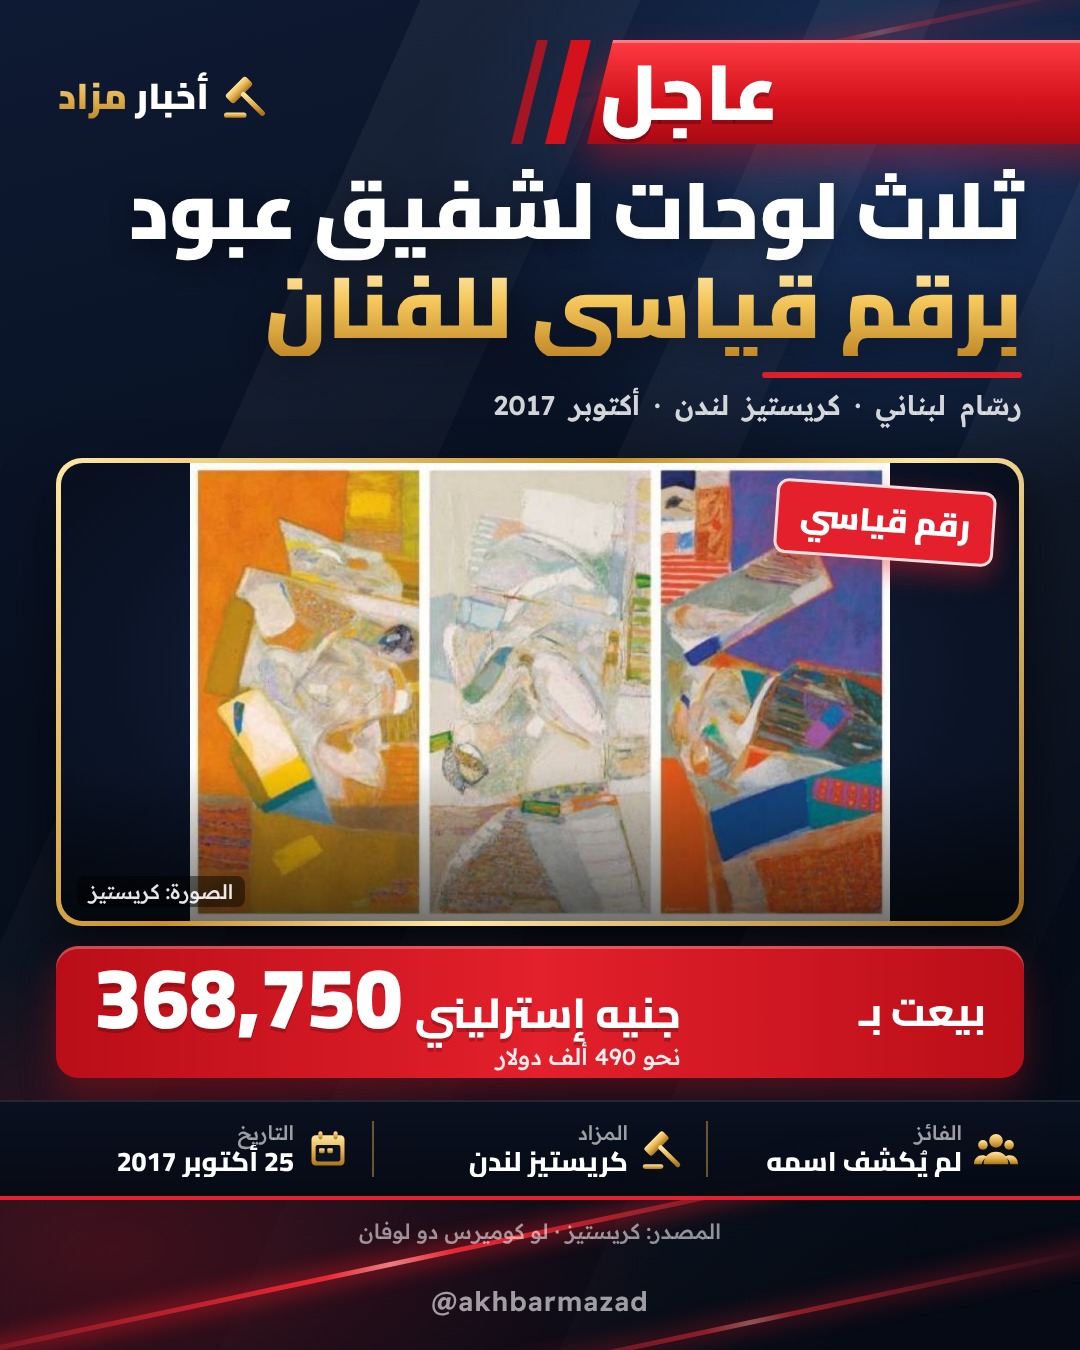 عاجل
أخبار مزاد
ثلاث لوحات لشفيق عبود
برقم قياسي للفنان
رسّام لبناني · كريستيز لندن · أكتوبر 2017
رقم قياسي
الصورة: كريستيز
بيعت بـ
368,750 جنيه إسترليني
نحو 490 ألف دولار
الفائز
لم يُكشف اسمه
المزاد
كريستيز لندن
التاريخ
25 أكتوبر 2017
المصدر: كريستيز · لو كوميرس دو لوفان
@akhbarmazad